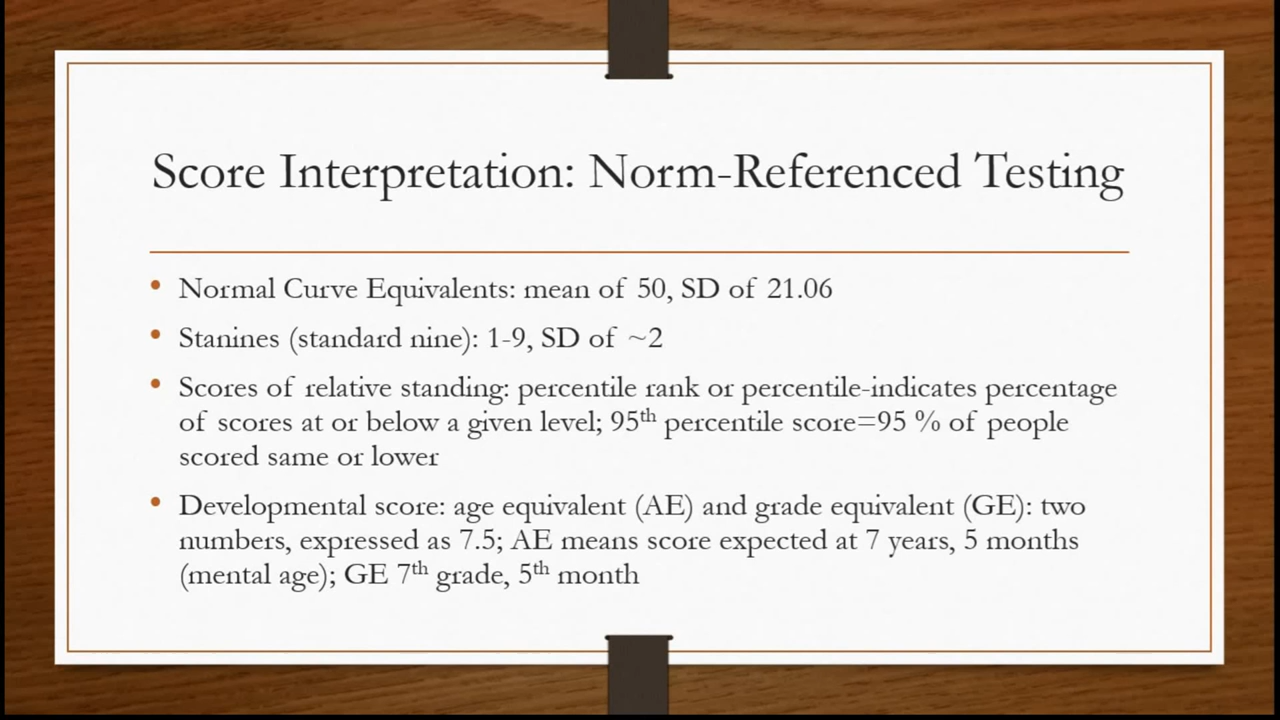 Score Interpretation: Norm-Referenced Testing
• Normal Curve Equivalents: mean of 50, SD of 21.06
• Stanines (standard nine): 1-9, SD of ~2
• Scores of relative standing: percentile rank or percentile-indicates percentage
of scores at or below a given level; 95th percentile score=95 % of people
scored same or lower
• Developmental score: age equivalent (AE) and grade equivalent (GE): two
numbers, expressed as 7.5; AE means score expected at 7 years, 5 months
(mental age); GE 7th grade, 5th month